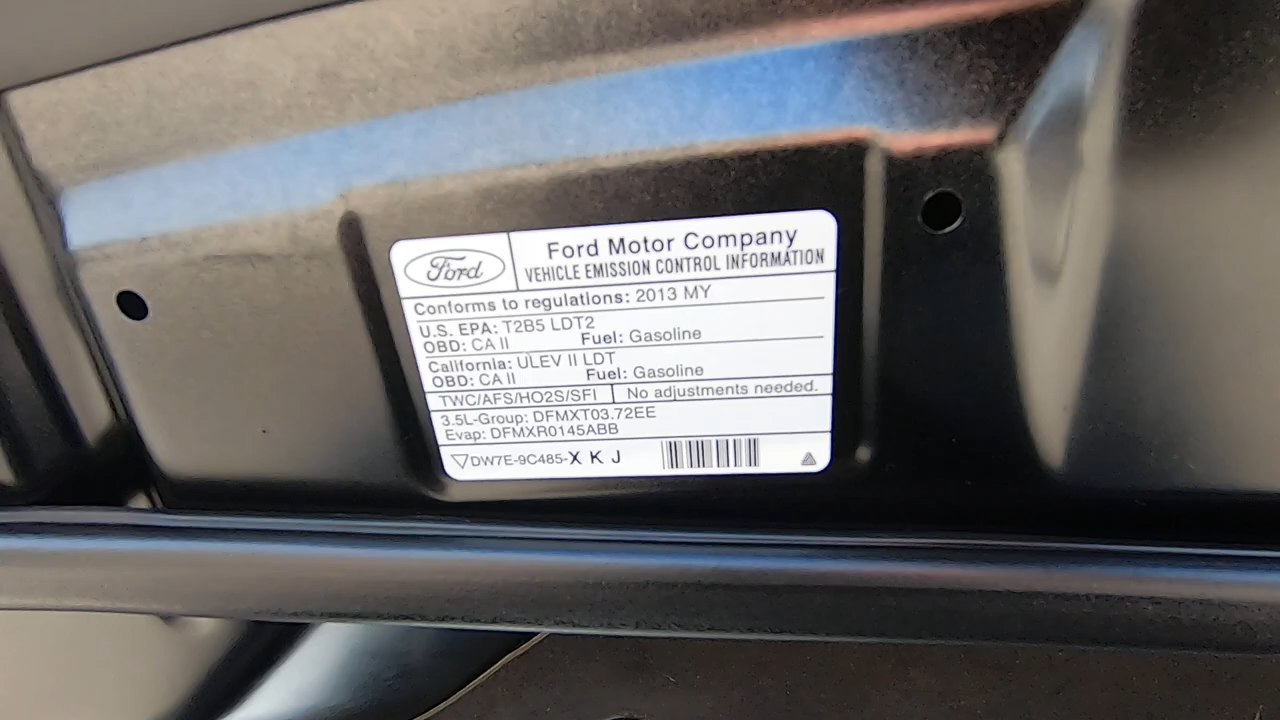 Ford
Ford Motor Company
VEHICLE EMISSION CONTROL INFORMATION
Conforms to regulations: 2013 MY
U.S. EPA: T2B5 LDT2
OBD: CA II Fuel: Gasoline
California: ULEV II LDT
OBD: CA II Fuel: Gasoline
TWC/AFS/HO2S/SFI No adjustments needed.
3.5L-Group: DFMXT03.72EE
Evap: DFMXR0145ABB
DW7E-9C485-X K J